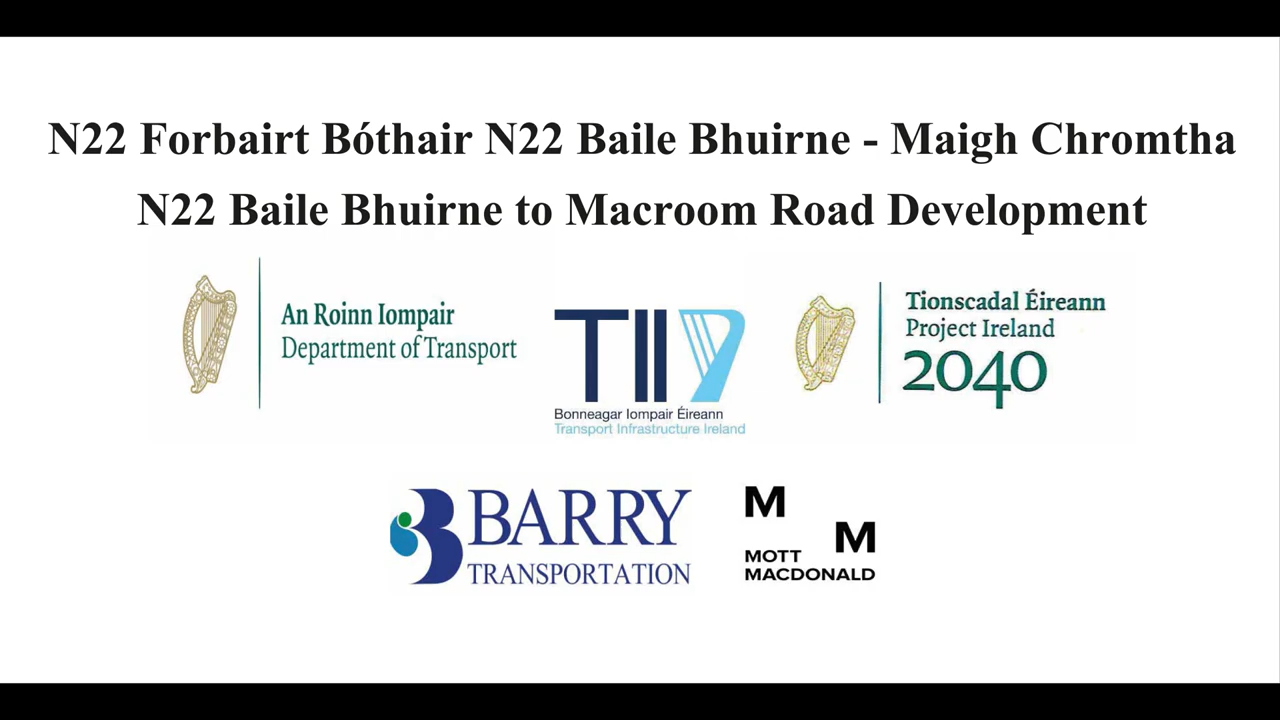 N22 Forbairt Bóthair N22 Baile Bhuirne - Maigh Chromtha
N22 Baile Bhuirne to Macroom Road Development
An Roinn Iompair
Department of Transport
TII
Bonneagar Iompair Éireann
Transport Infrastructure Ireland
Tionscadal Éireann
Project Ireland
2040
BARRY
TRANSPORTATION
M
M
MOTT
MACDONALD